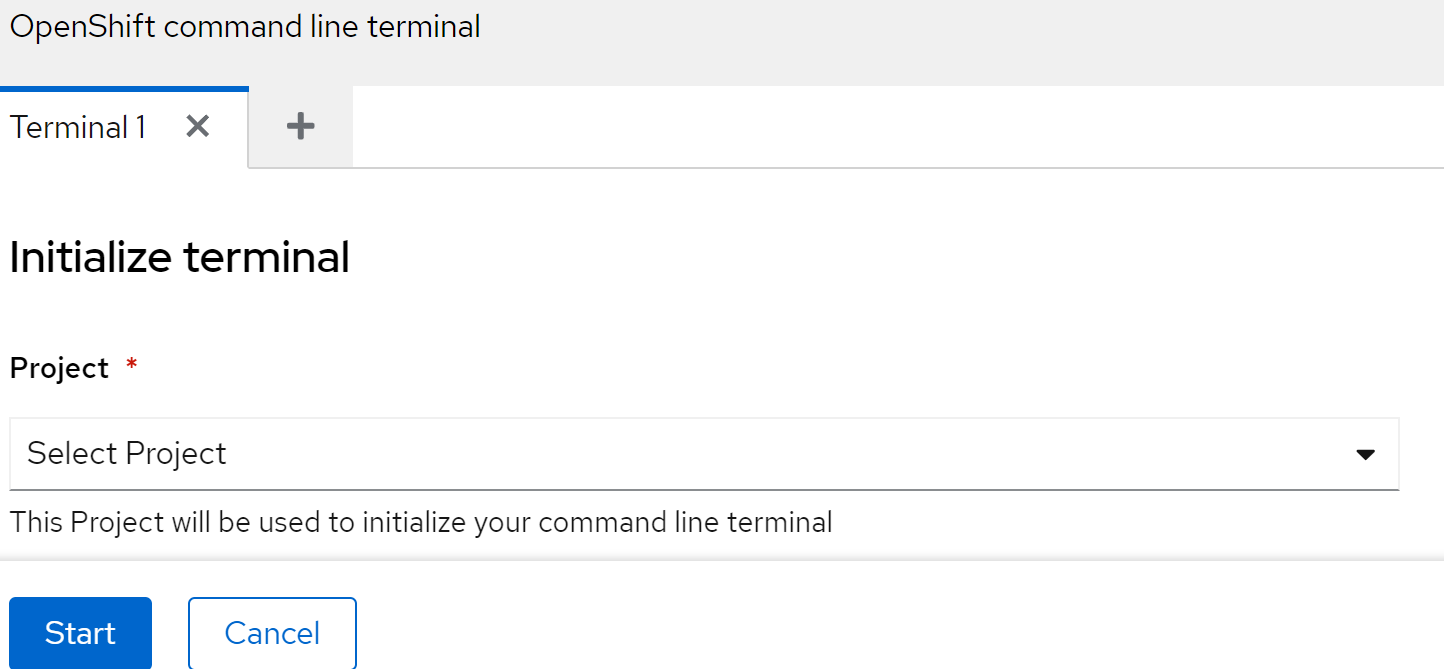 OpenShift command line terminal
Terminal 1
Initialize terminal
Project *
Select Project
This Project will be used to initialize your command line terminal
Start Cancel